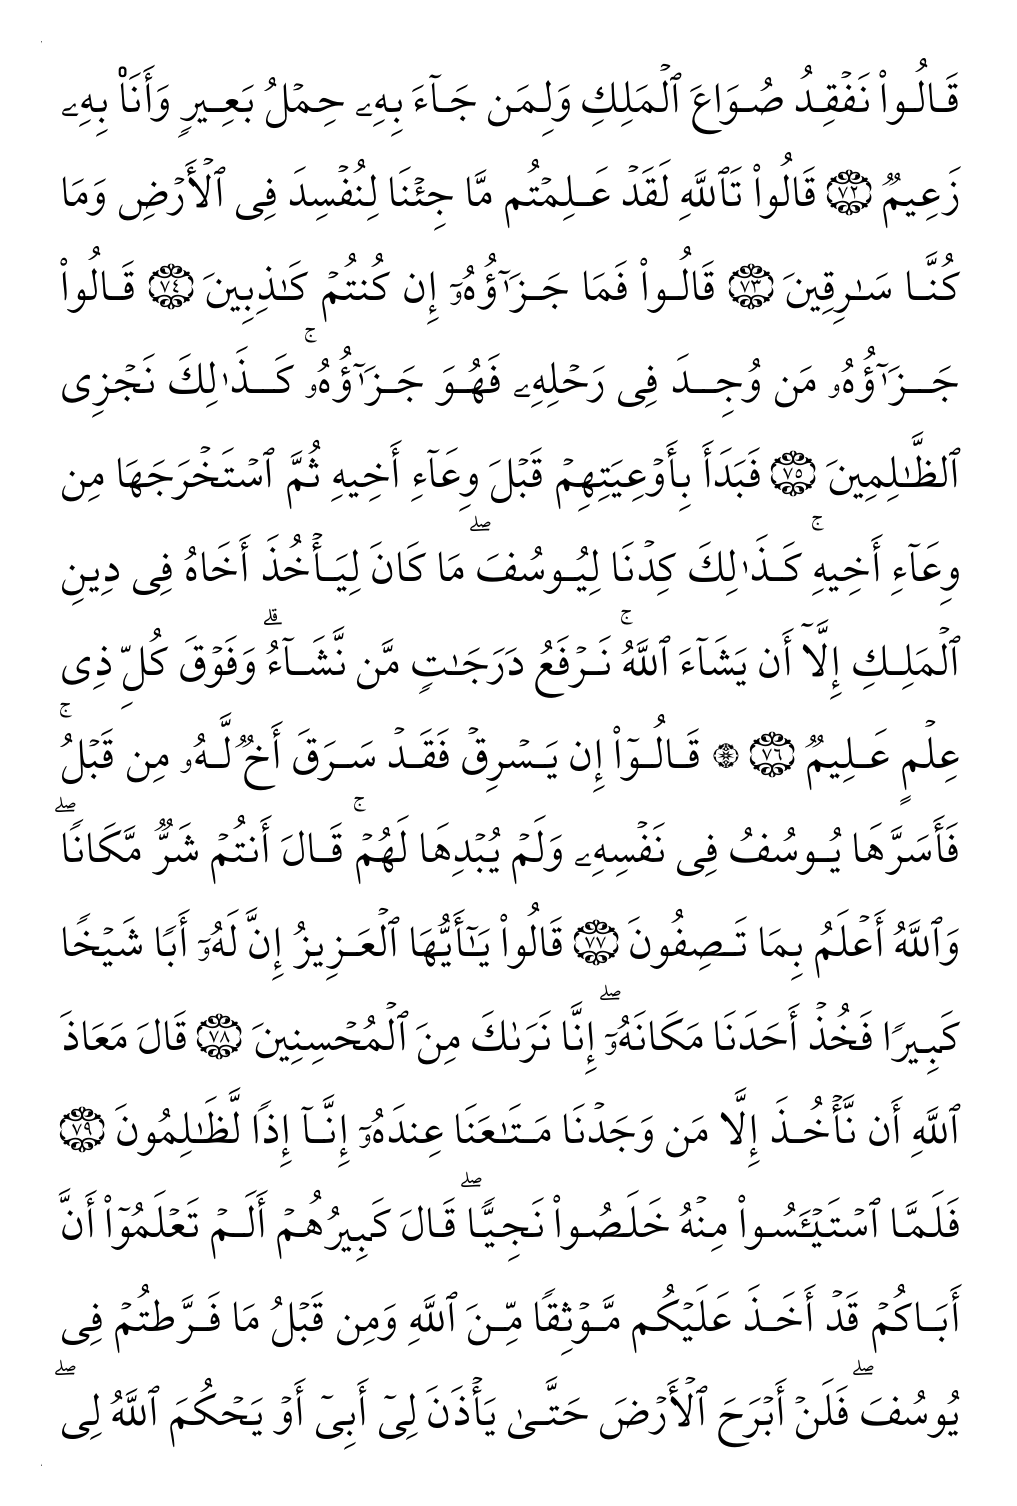 قَالُوا۟ نَفْقِدُ صُوَاعَ ٱلْمَلِكِ وَلِمَن جَآءَ بِهِۦ حِمْلُ بَعِيرٍ وَأَنَا۠ بِهِۦ
زَعِيمٌ ۝٧٢ قَالُوا۟ تَٱللَّهِ لَقَدْ عَلِمْتُم مَّا جِئْنَا لِنُفْسِدَ فِى ٱلْأَرْضِ وَمَا
كُنَّا سَـٰرِقِينَ ۝٧٣ قَالُوا۟ فَمَا جَزَٰٓؤُهُۥٓ إِن كُنتُمْ كَـٰذِبِينَ ۝٧٤ قَالُوا۟
جَزَٰٓؤُهُۥ مَن وُجِدَ فِى رَحْلِهِۦ فَهُوَ جَزَٰٓؤُهُۥ ۚ كَذَٰلِكَ نَجْزِى
ٱلظَّـٰلِمِينَ ۝٧٥ فَبَدَأَ بِأَوْعِيَتِهِمْ قَبْلَ وِعَآءِ أَخِيهِ ثُمَّ ٱسْتَخْرَجَهَا مِن
وِعَآءِ أَخِيهِ ۚ كَذَٰلِكَ كِدْنَا لِيُوسُفَ ۖ مَا كَانَ لِيَأْخُذَ أَخَاهُ فِى دِينِ
ٱلْمَلِكِ إِلَّآ أَن يَشَآءَ ٱللَّهُ ۚ نَرْفَعُ دَرَجَـٰتٍ مَّن نَّشَآءُ ۗ وَفَوْقَ كُلِّ ذِى
عِلْمٍ عَلِيمٌ ۝٧٦ ۞ قَالُوٓا۟ إِن يَسْرِقْ فَقَدْ سَرَقَ أَخٌ لَّهُۥ مِن قَبْلُ ۚ
فَأَسَرَّهَا يُوسُفُ فِى نَفْسِهِۦ وَلَمْ يُبْدِهَا لَهُمْ ۚ قَالَ أَنتُمْ شَرٌّ مَّكَانًا ۖ
وَٱللَّهُ أَعْلَمُ بِمَا تَصِفُونَ ۝٧٧ قَالُوا۟ يَـٰٓأَيُّهَا ٱلْعَزِيزُ إِنَّ لَهُۥٓ أَبًا شَيْخًا
كَبِيرًا فَخُذْ أَحَدَنَا مَكَانَهُۥٓ ۖ إِنَّا نَرَىٰكَ مِنَ ٱلْمُحْسِنِينَ ۝٧٨ قَالَ مَعَاذَ
ٱللَّهِ أَن نَّأْخُذَ إِلَّا مَن وَجَدْنَا مَتَـٰعَنَا عِندَهُۥٓ إِنَّآ إِذًا لَّظَـٰلِمُونَ ۝٧٩
فَلَمَّا ٱسْتَيْـَٔسُوا۟ مِنْهُ خَلَصُوا۟ نَجِيًّا ۖ قَالَ كَبِيرُهُمْ أَلَمْ تَعْلَمُوٓا۟ أَنَّ
أَبَاكُمْ قَدْ أَخَذَ عَلَيْكُم مَّوْثِقًا مِّنَ ٱللَّهِ وَمِن قَبْلُ مَا فَرَّطتُمْ فِى
يُوسُفَ ۖ فَلَنْ أَبْرَحَ ٱلْأَرْضَ حَتَّىٰ يَأْذَنَ لِىٓ أَبِىٓ أَوْ يَحْكُمَ ٱللَّهُ لِى ۖ